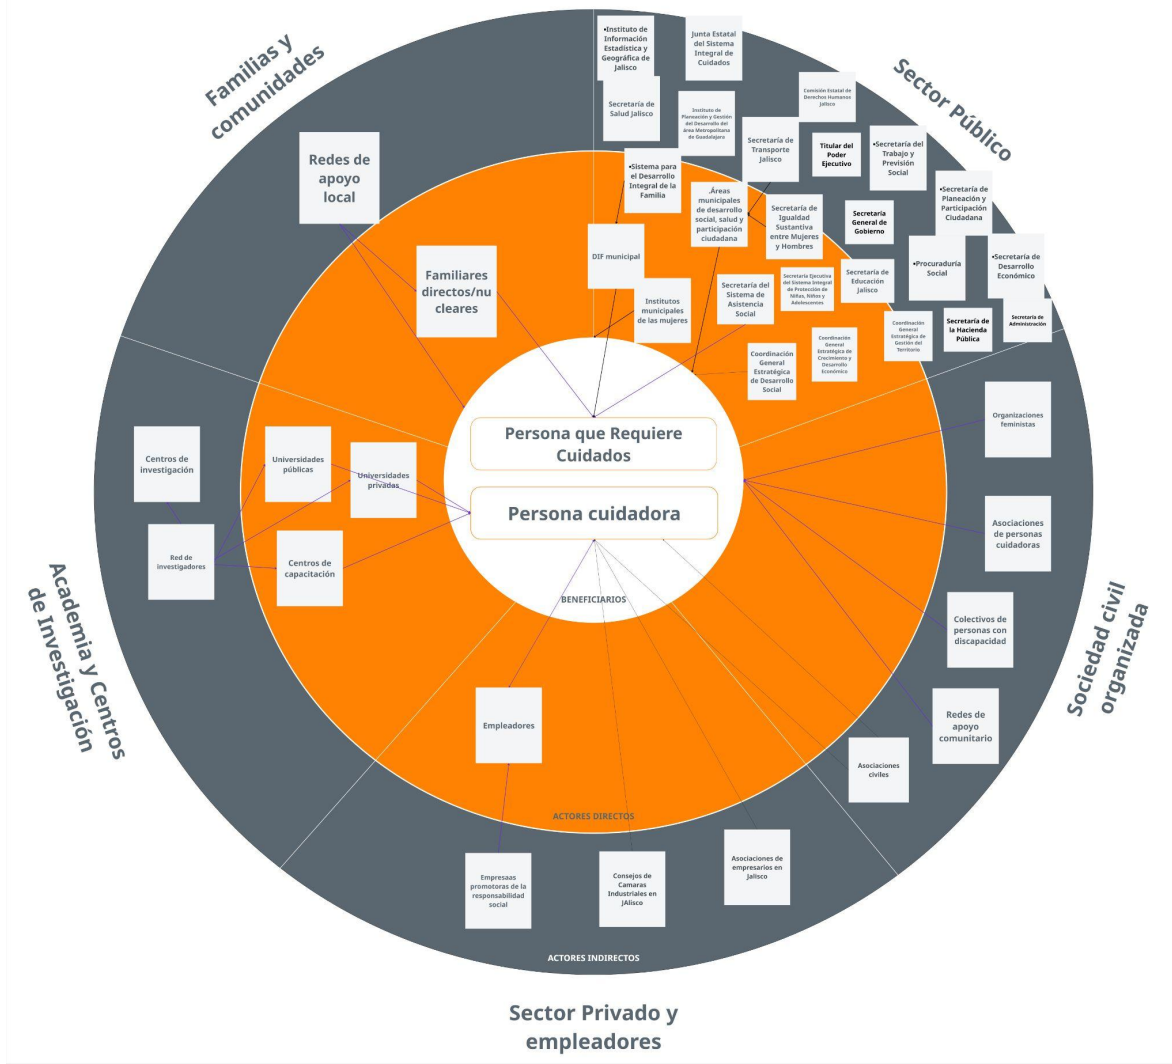 Familias y
comunidades
Sector Público
•Instituto de
Información
Estadística y
Geográfica de
Jalisco
Junta Estatal
del Sistema
Integral de
Cuidados
Secretaría de
Salud Jalisco
Instituto de
Planeación y Gestión
del Desarrollo del
área Metropolitana
de Guadalajara
Comisión Estatal de
Derechos Humanos
Jalisco
Secretaría de
Transporte
Jalisco
Titular del
Poder
Ejecutivo
•Secretaría del
Trabajo y
Previsión
Social
•Sistema para
el Desarrollo
Integral de la
Familia
.Áreas
municipales
de desarrollo
social, salud y
participación
ciudadana
Secretaría de
Igualdad
Sustantiva
entre Mujeres
y Hombres
Secretaría
General de
Gobierno
•Secretaría de
Planeación y
Participación
Ciudadana
DIF municipal
Institutos
municipales
de las mujeres
Secretaría del
Sistema de
Asistencia
Social
Secretaría Ejecutiva
del Sistema Integral
de Protección de
Niñas, Niños y
Adolescentes
Secretaría de
Educación
Jalisco
•Procuraduría
Social
•Secretaría de
Desarrollo
Económico
Coordinación
General
Estratégica
de Desarrollo
Social
Coordinación
General
Estratégica de
Crecimiento y
Desarrollo
Económico
Coordinación
General
Estratégica de
Gestión del
Territorio
Secretaría de
la Hacienda
Pública
Secretaría de
Administración
Redes de
apoyo
local
Familiares
directos/nu
cleares
Persona que Requiere
Cuidados
Persona cuidadora
BENEFICIARIOS
Centros de
investigación
Red de
investigadores
Universidades
públicas
Universidades
privadas
Centros de
capacitación
Academia y Centros
de Investigación
Organizaciones
feministas
Asociaciones
de personas
cuidadoras
Colectivos de
personas con
discapacidad
Redes de
apoyo
comunitario
Asociaciones
civiles
Sociedad civil
organizada
Empleadores
ACTORES DIRECTOS
Empresaas
promotoras de la
responsabilidad
social
Consejos de
Camaras
Industriales en
JAlisco
Asociaciones de
empresarios en
Jalisco
ACTORES INDIRECTOS
Sector Privado y
empleadores